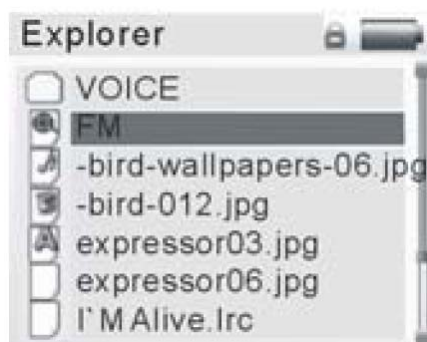 Explorer
VOICE
FM
-bird-wallpapers-06.jpg
-bird-012.jpg
expressor03.jpg
expressor06.jpg
I`M Alive.lrc